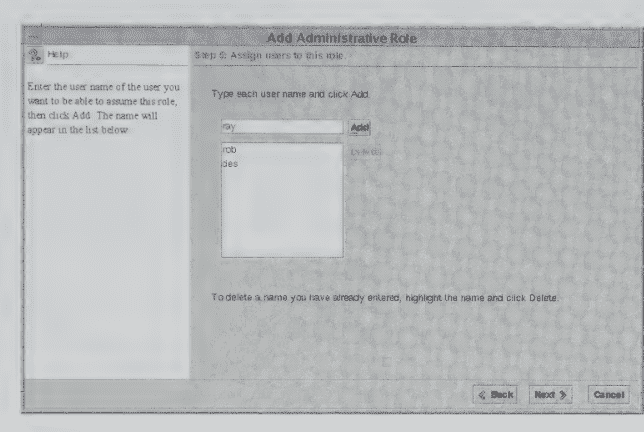 Add Administrative Role
Help
Step 5: Assign users to this role.
Enter the user name of the user you
want to be able to assume this role,
then click Add. The name will
appear in the list below.
Type each user name and click Add.
ray
Add
rob
des
Delete
To delete a name you have already entered, highlight the name and click Delete.
Back
Next
Cancel